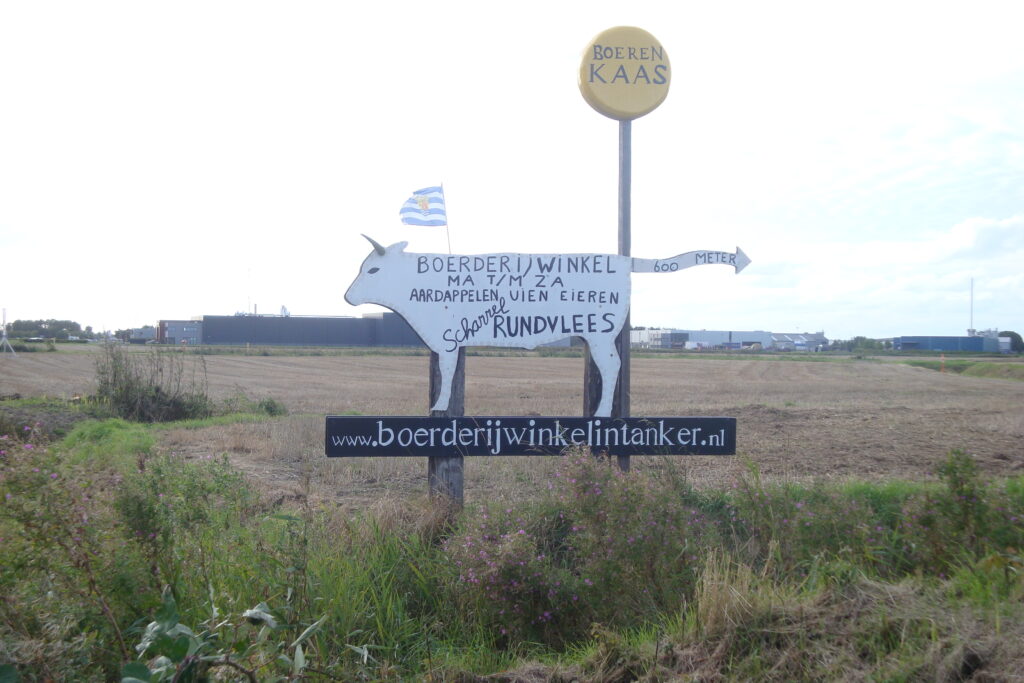 BOEREN
KAAS
BOERDERIJWINKEL
MA T/M ZA
AARDAPPELEN UIEN EIEREN
Scharrel RUNDVLEES
600 METER
www.boerderijwinkelintanker.nl